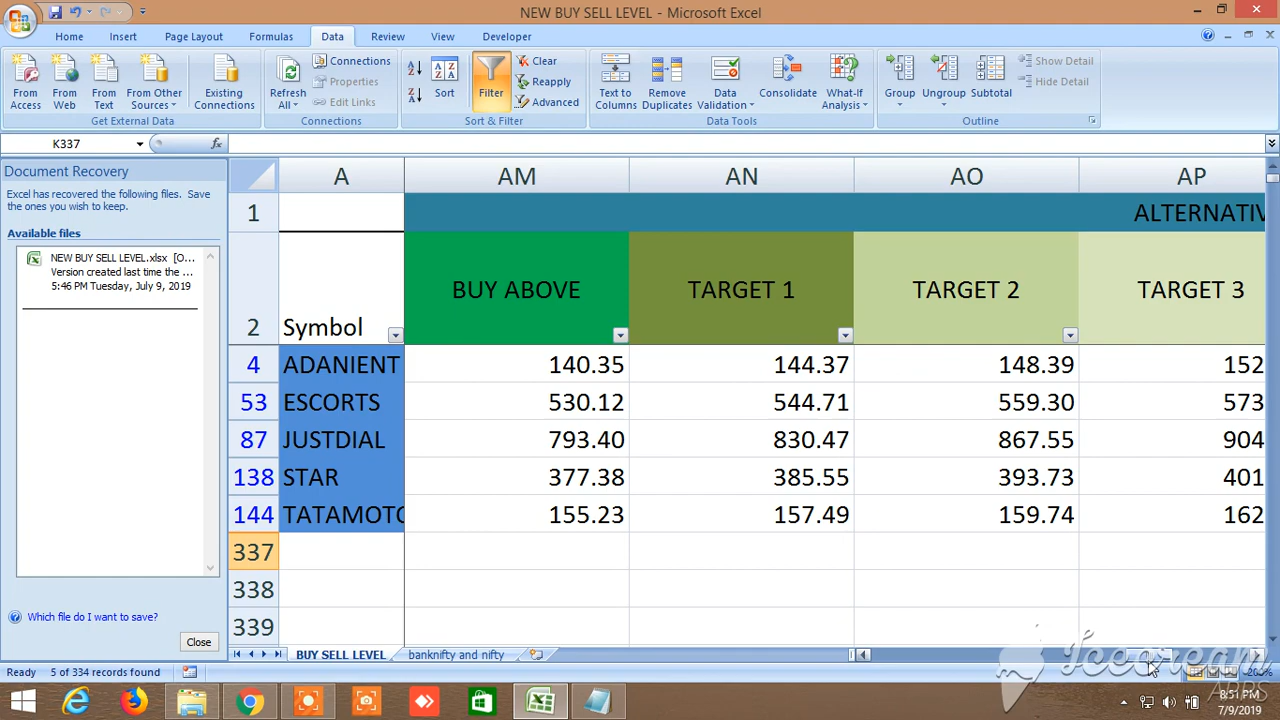 NEW BUY SELL LEVEL - Microsoft Excel
Home Insert Page Layout Formulas Data Review View Developer
From Access From Web From Text From Other Sources Existing Connections
Get External Data
Refresh All Connections Properties Edit Links
Connections
Sort Filter Clear Reapply Advanced
Sort & Filter
Text to Columns Remove Duplicates Data Validation Consolidate What-If Analysis
Data Tools
Group Ungroup Subtotal Show Detail Hide Detail
Outline
K337 fx
Document Recovery
Excel has recovered the following files. Save
the ones you wish to keep.
Available files
NEW BUY SELL LEVEL.xlsx [O...
Version created last time the ...
5:46 PM Tuesday, July 9, 2019
Which file do I want to save?
Close
A AM AN AO AP
1 ALTERNATIV
2 Symbol BUY ABOVE TARGET 1 TARGET 2 TARGET 3
4 ADANIENT 140.35 144.37 148.39 152
53 ESCORTS 530.12 544.71 559.30 573
87 JUSTDIAL 793.40 830.47 867.55 904
138 STAR 377.38 385.55 393.73 401
144 TATAMOTO 155.23 157.49 159.74 162
337
338
339
BUY SELL LEVEL banknifty and nifty
Ready 5 of 334 records found 200%
Icecream
APPS
8:51 PM
7/9/2019